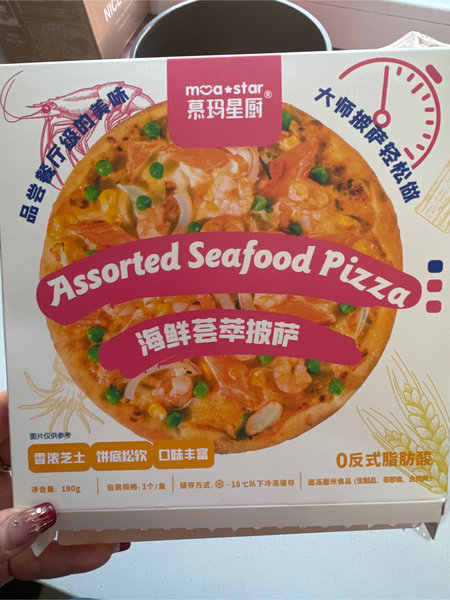 NICE
mua★star®
慕玛星厨
品尝餐厅级的美味
大师披萨轻松做
Assorted Seafood Pizza
海鲜荟萃披萨
图片仅供参考
香浓芝士 饼底松软 口味丰富
0反式脂肪酸
净含量：180g 包装规格：1个/盒 储存方式：❄-18℃以下冷冻保存 速冻面米食品（生制品、非即食、含肉类）